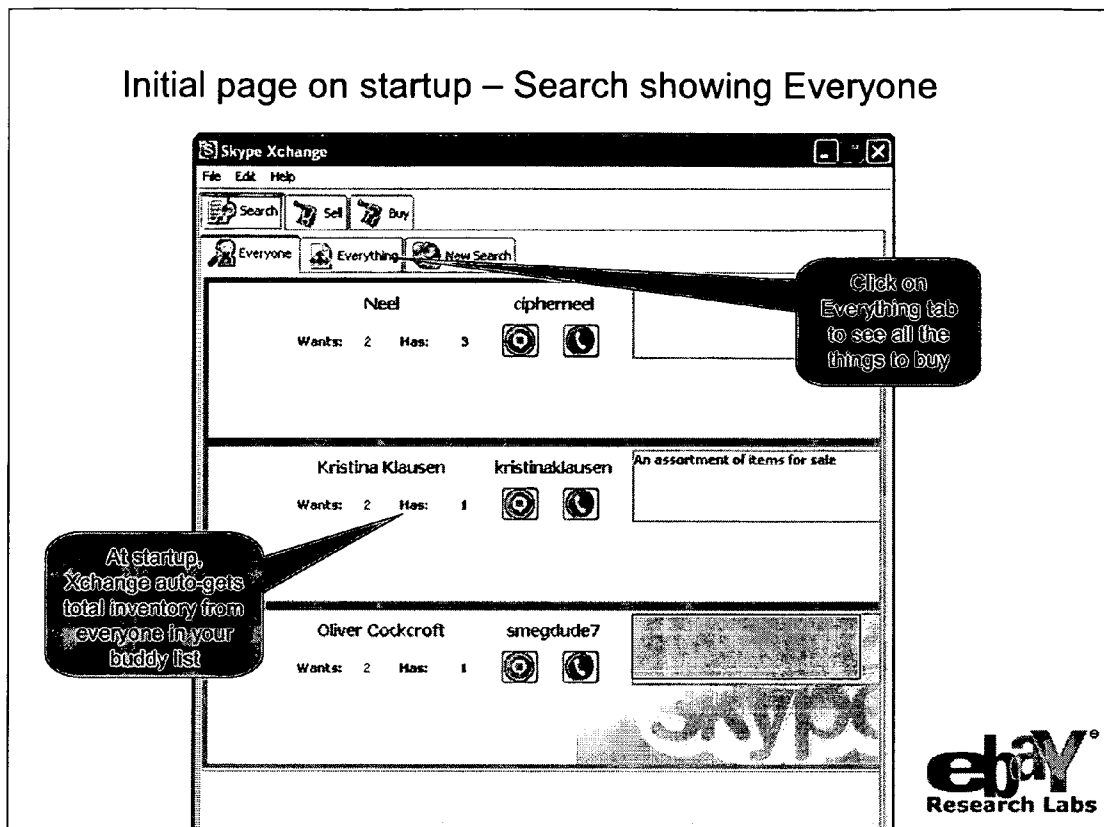 Initial page on startup – Search showing Everyone
Skype Xchange
File Edit Help
Search Sell Buy
Everyone Everything New Search
Click on
Everything tab
to see all the
things to buy
Neel cipherneel
Wants: 2 Has: 3
Kristina Klausen kristinaklausen
An assortment of items for sale
Wants: 2 Has: 1
At startup,
Xchange auto-gets
total inventory from
everyone in your
buddy list
Oliver Cockcroft smegdude7
Wants: 2 Has: 1
skype
ebaY®
Research Labs